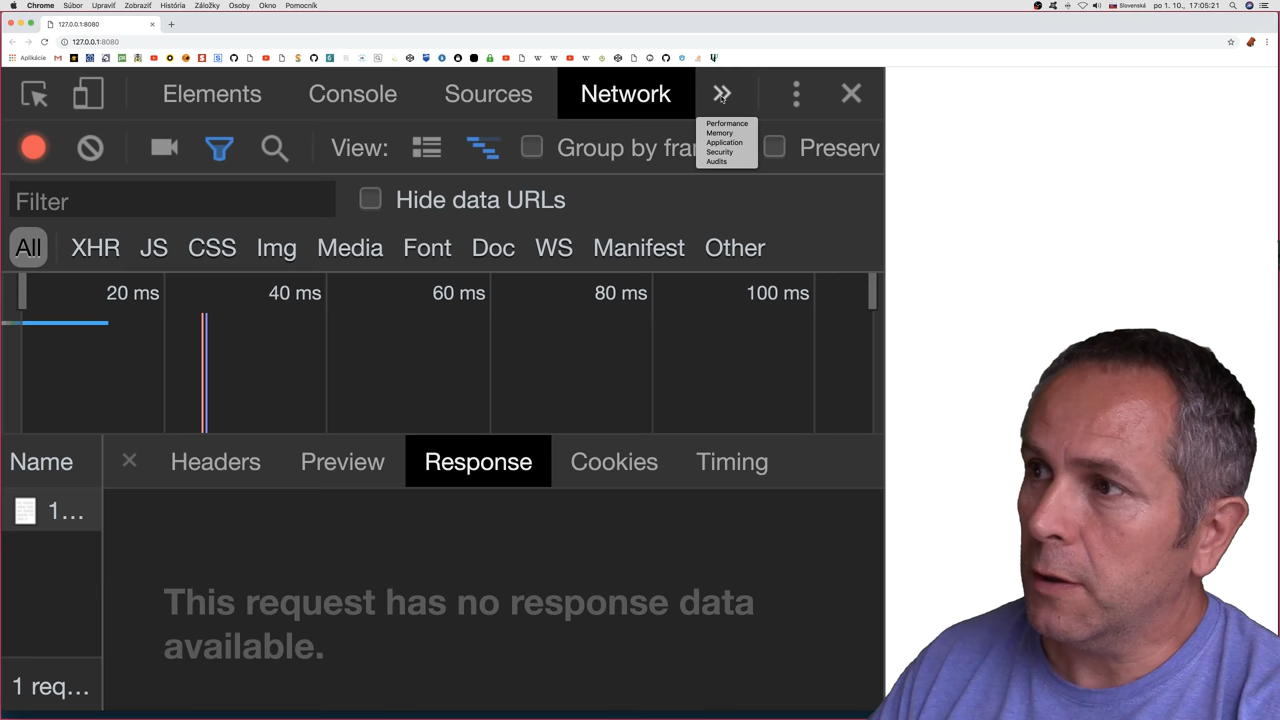 Chrome Súbor Upraviť Zobraziť História Záložky Osoby Okno Pomocník
Slovenská po 1. 10., 17:05:21
127.0.0.1:8080
127.0.0.1:8080
Aplikácie
Elements Console Sources Network
Performance
Memory
Application
Security
Audits
View: Group by fra Preserv
Filter Hide data URLs
All XHR JS CSS Img Media Font Doc WS Manifest Other
20 ms 40 ms 60 ms 80 ms 100 ms
Name Headers Preview Response Cookies Timing
1...
This request has no response data
available.
1 req...